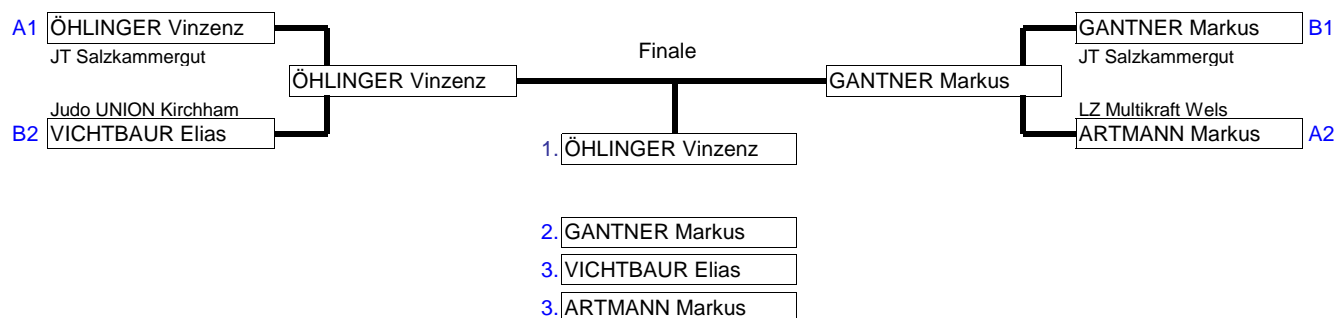 A1 ÖHLINGER Vinzenz
JT Salzkammergut
GANTNER Markus B1
JT Salzkammergut
Finale
ÖHLINGER Vinzenz
GANTNER Markus
Judo UNION Kirchham
B2 VICHTBAUR Elias
LZ Multikraft Wels
ARTMANN Markus A2
1. ÖHLINGER Vinzenz
2. GANTNER Markus
3. VICHTBAUR Elias
3. ARTMANN Markus